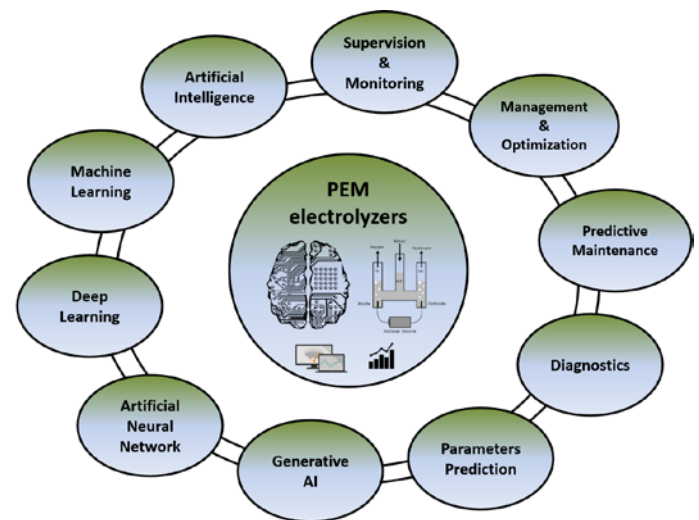 Supervision
&
Monitoring
Artificial
Intelligence
Management
&
Optimization
Machine
Learning
PEM
electrolyzers
Predictive
Maintenance
Deep
Learning
Diagnostics
Artificial
Neural
Network
Parameters
Prediction
Generative
AI